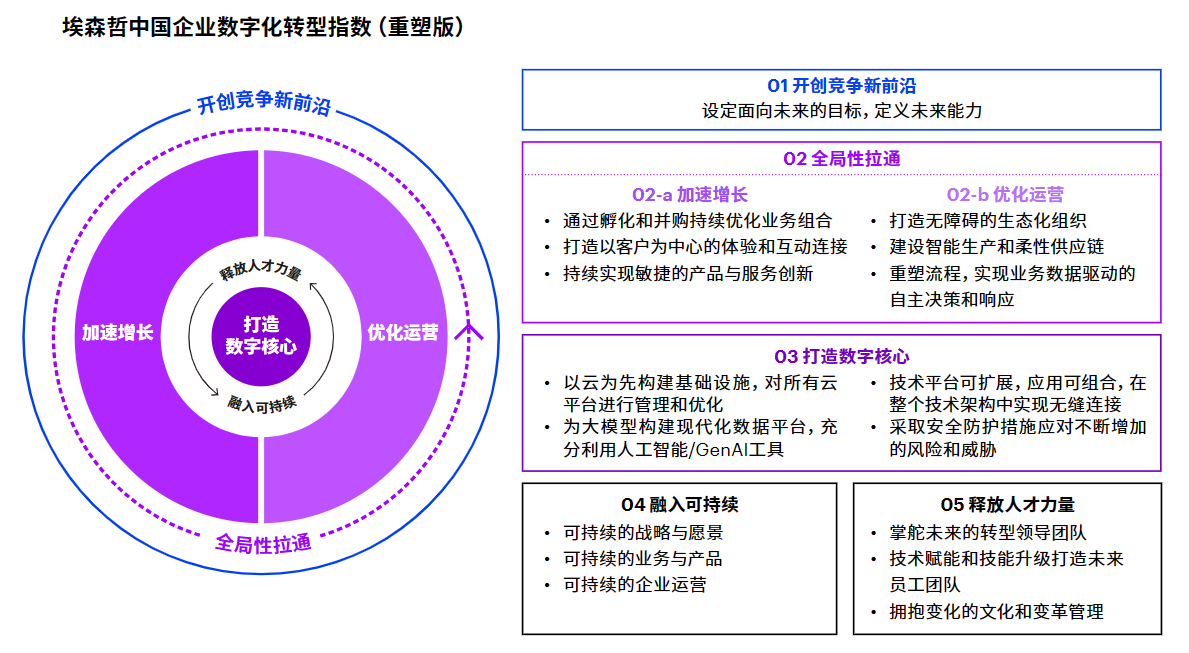 埃森哲中国企业数字化转型指数（重塑版）
开创竞争新前沿
释放人才力量
加速增长
打造
数字核心
优化运营
融入可持续
全局性拉通
01 开创竞争新前沿
设定面向未来的目标，定义未来能力
02 全局性拉通
02-a 加速增长
• 通过孵化和并购持续优化业务组合
• 打造以客户为中心的体验和互动连接
• 持续实现敏捷的产品与服务创新
02-b 优化运营
• 打造无障碍的生态化组织
• 建设智能生产和柔性供应链
• 重塑流程，实现业务数据驱动的
自主决策和响应
03 打造数字核心
• 以云为先构建基础设施，对所有云
平台进行管理和优化
• 为大模型构建现代化数据平台，充
分利用人工智能/GenAI工具
• 技术平台可扩展，应用可组合，在
整个技术架构中实现无缝连接
• 采取安全防护措施应对不断增加
的风险和威胁
04 融入可持续
• 可持续的战略与愿景
• 可持续的业务与产品
• 可持续的企业运营
05 释放人才力量
• 掌舵未来的转型领导团队
• 技术赋能和技能升级打造未来
员工团队
• 拥抱变化的文化和变革管理